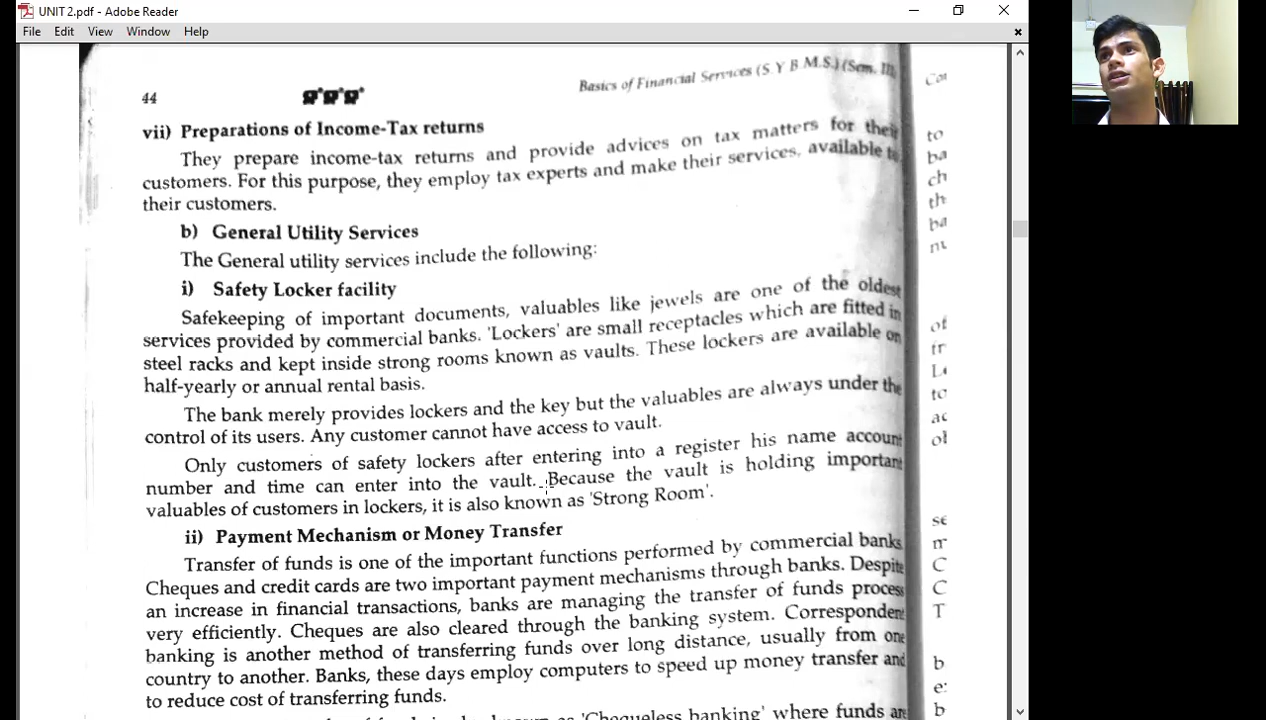 UNIT 2.pdf - Adobe Reader
File Edit View Window Help
44 Basics of Financial Services (S Y B M.S.) (Sem. II)
vii) Preparations of Income-Tax returns
They prepare income-tax returns and provide advices on tax matters for their
customers. For this purpose, they employ tax experts and make their services, available to
their customers.
b) General Utility Services
The General utility services include the following:
i) Safety Locker facility
Safekeeping of important documents, valuables like jewels are one of the oldest
services provided by commercial banks. 'Lockers' are small receptacles which are fitted in
steel racks and kept inside strong rooms known as vaults. These lockers are available on
half-yearly or annual rental basis.
The bank merely provides lockers and the key but the valuables are always under the
control of its users. Any customer cannot have access to vault.
Only customers of safety lockers after entering into a register his name account
number and time can enter into the vault. Because the vault is holding important
valuables of customers in lockers, it is also known as 'Strong Room'.
ii) Payment Mechanism or Money Transfer
Transfer of funds is one of the important functions performed by commercial banks
Cheques and credit cards are two important payment mechanisms through banks. Despite
an increase in financial transactions, banks are managing the transfer of funds process
very efficiently. Cheques are also cleared through the banking system. Correspondent
banking is another method of transferring funds over long distance, usually from one
country to another. Banks, these days employ computers to speed up money transfer and
to reduce cost of transferring funds.
known as 'Chequeless banking' where funds are